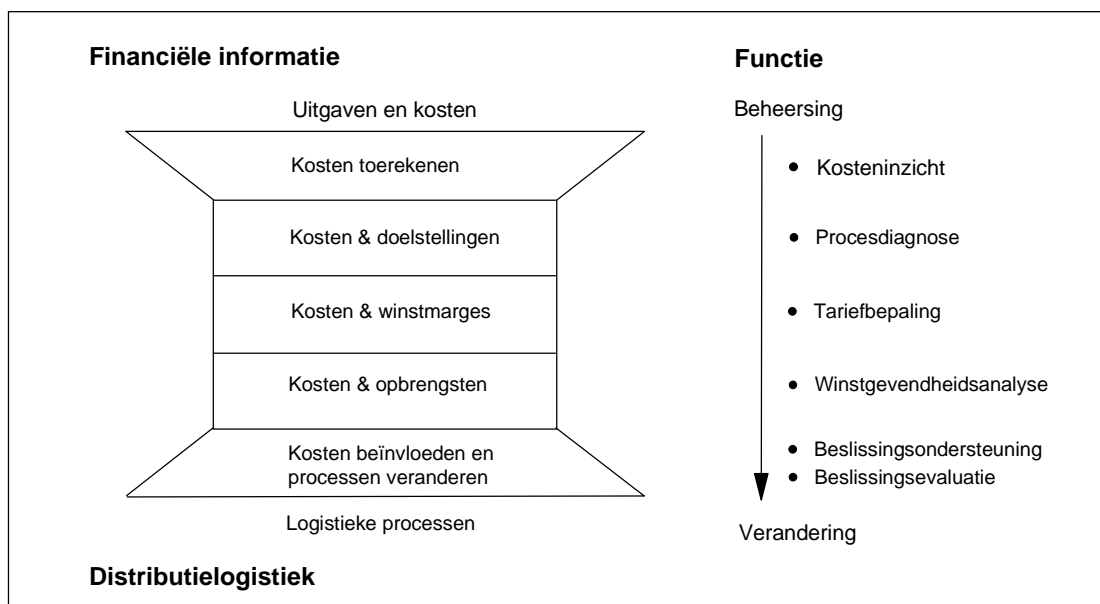 Financiële informatie
Functie
Uitgaven en kosten
Beheersing
Kosten toerekenen
• Kosteninzicht
Kosten & doelstellingen
• Procesdiagnose
Kosten & winstmarges
• Tariefbepaling
Kosten & opbrengsten
• Winstgevendheidsanalyse
Kosten beïnvloeden en
processen veranderen
• Beslissingsondersteuning
• Beslissingsevaluatie
Logistieke processen
Verandering
Distributielogistiek